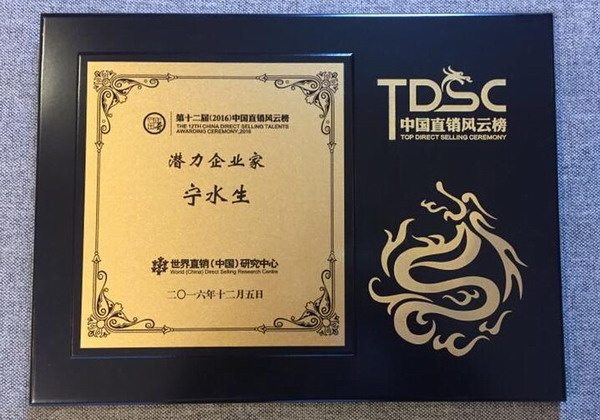 第十二届(2016)中国直销风云榜
THE 12TH CHINA DIRECT SELLING TALENTS
AWARDING CEREMONY,2016
潜力企业家
宁水生
世界直销(中国)研究中心
World (China) Direct Selling Research Centre
二〇一六年十二月五日
TDSC
中国直销风云榜
TOP DIRECT SELLING CEREMONY